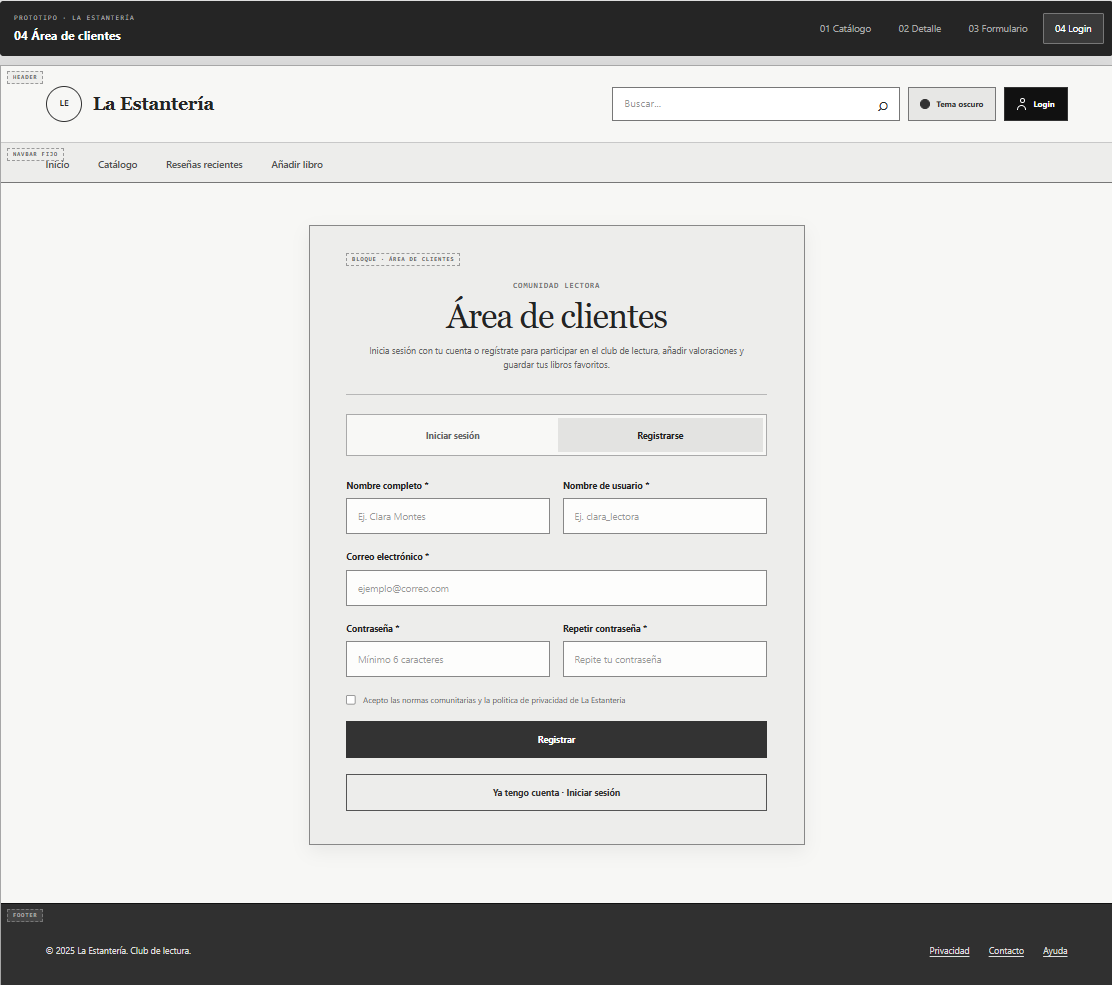 PROTOTIPO · LA ESTANTERÍA
04 Área de clientes
01 Catálogo
02 Detalle
03 Formulario
04 Login
HEADER
LE
La Estantería
Buscar...
Tema oscuro
Login
NAVBAR FIJO
Inicio
Catálogo
Reseñas recientes
Añadir libro
BLOQUE · ÁREA DE CLIENTES
COMUNIDAD LECTORA
Área de clientes
Inicia sesión con tu cuenta o regístrate para participar en el club de lectura, añadir valoraciones y
guardar tus libros favoritos.
Iniciar sesión
Registrarse
Nombre completo *
Nombre de usuario *
Ej. Clara Montes
Ej. clara_lectora
Correo electrónico *
ejemplo@correo.com
Contraseña *
Repetir contraseña *
Mínimo 6 caracteres
Repite tu contraseña
Acepto las normas comunitarias y la política de privacidad de La Estantería
Registrar
Ya tengo cuenta · Iniciar sesión
FOOTER
© 2025 La Estantería. Club de lectura.
Privacidad
Contacto
Ayuda